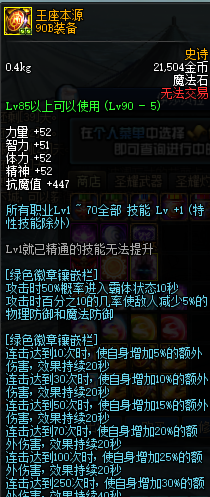 王座本源
90B装备
史诗
0.4kg
21,504金币
魔法石
无法交易
Lv85以上可以使用 (Lv90 - 5)
力量 +52
智力 +51
体力 +52
精神 +52
抗魔值 +447
所有职业Lv1 ~ 70全部 技能 Lv +1(特
性技能除外)
Lv1就已精通的技能无法提升
[绿色徽章镶嵌栏]
攻击时50%概率进入霸体状态10秒
攻击时百分之10的几率使敌人减少5%的
物理防御和魔法防御
[绿色徽章镶嵌栏]
连击达到10次时，使自身增加5%的额外
伤害，效果持续20秒
连击达到30次时，使自身增加10%额外
伤害，效果持续20秒
连击达到50次时，使自身增加15%额外
伤害，效果持续20秒
连击达到70次时，使自身增加20%的额
外伤害，效果持续20秒
连击达到100次时，使自身增加25%的额
外伤害，效果持续20秒
连击达到250次时，使自身增加30%的额
外伤害，效果持续40秒